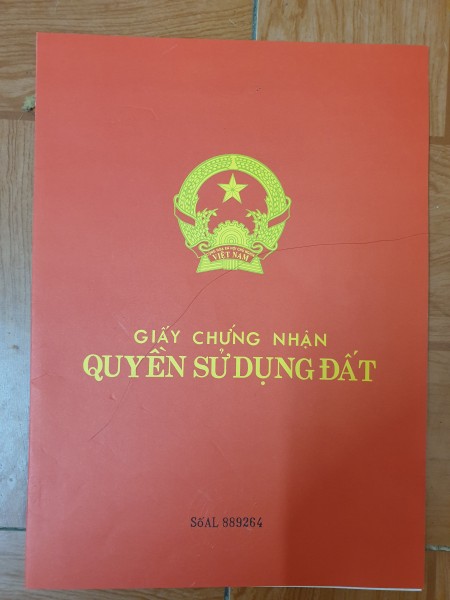 VIỆT NAM
GIẤY CHỨNG NHẬN
QUYỀN SỬ DỤNG ĐẤT
Số AL 889264